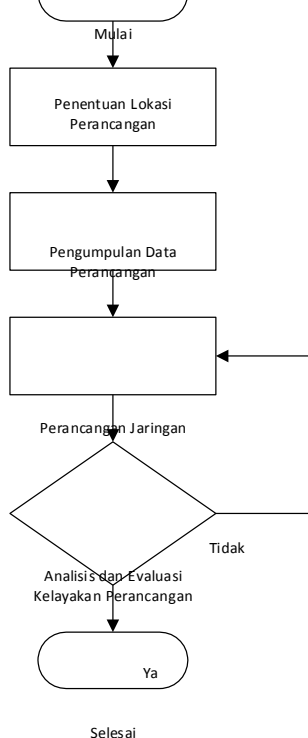 Mulai
Penentuan Lokasi
Perancangan
Pengumpulan Data
Perancangan
Perancangan Jaringan
Tidak
Analisis dan Evaluasi
Kelayakan Perancangan
Ya
Selesai